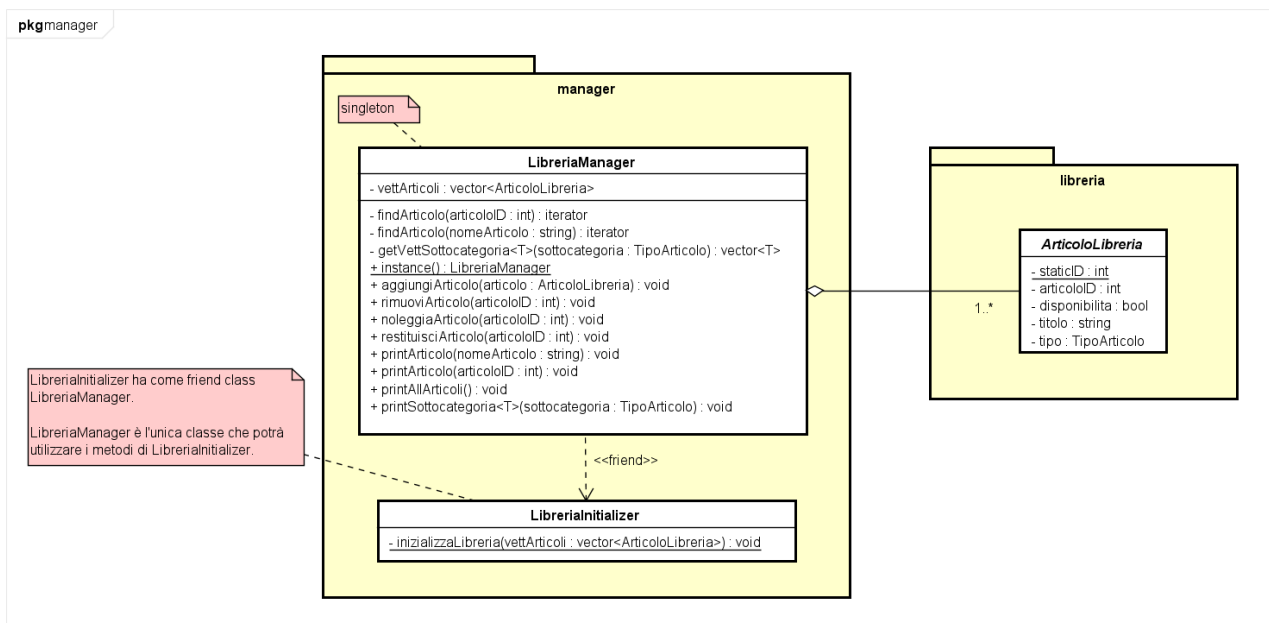 pkgmanager
manager
singleton
LibreriaManager
- vettArticoli : vector<ArticoloLibreria>
- findArticolo(articoloID : int) : iterator
- findArticolo(nomeArticolo : string) : iterator
- getVettSottocategoria<T>(sottocategoria : TipoArticolo) : vector<T>
+ instance() : LibreriaManager
+ aggiungiArticolo(articolo : ArticoloLibreria) : void
+ rimuoviArticolo(articoloID : int) : void
+ noleggiaArticolo(articoloID : int) : void
+ restituisciArticolo(articoloID : int) : void
+ printArticolo(nomeArticolo : string) : void
+ printArticolo(articoloID : int) : void
+ printAllArticoli() : void
+ printSottocategoria<T>(sottocategoria : TipoArticolo) : void
libreria
ArticoloLibreria
- staticID : int
- articoloID : int
- disponibilita : bool
- titolo : string
- tipo : TipoArticolo
1..*
LibreriaInitializer ha come friend class
LibreriaManager.
LibreriaManager è l'unica classe che potrà
utilizzare i metodi di LibreriaInitializer.
<<friend>>
LibreriaInitializer
- inizializzaLibreria(vettArticoli : vector<ArticoloLibreria>) : void